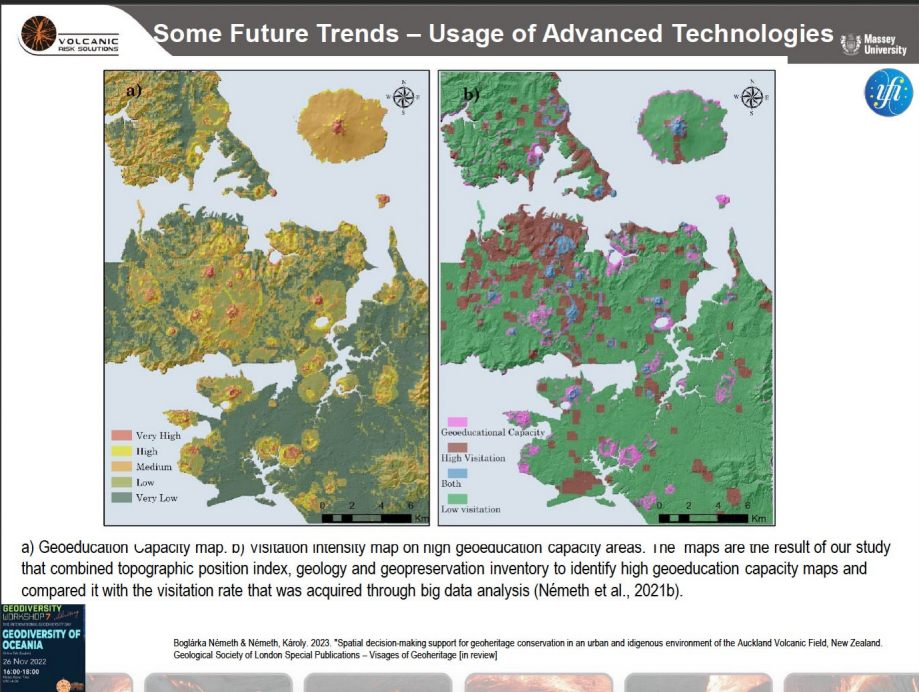 VOLCANIC
RISK SOLUTIONS
Some Future Trends – Usage of Advanced Technologies
Massey
University
ifi
a)
N
W
E
S
Very High
High
Medium
Low
Very Low
0 2 4 6
Km
b)
N
W
E
S
Geoeducational Capacity
High Visitation
Both
Low visitation
0 2 4 6
Km
a) Geoeducation Capacity map. b) Visitation intensity map on high geoeducation capacity areas. The maps are the result of our study
that combined topographic position index, geology and geopreservation inventory to identify high geoeducation capacity maps and
compared it with the visitation rate that was acquired through big data analysis (Németh et al., 2021b).
GEODIVERSITY
WORKSHOP 7
THE INTERNATIONAL GEODIVERSITY DAY
GEODIVERSITY OF
OCEANIA
26 Nov 2022
16:00-18:00
Boglárka Németh & Németh, Károly. 2023. "Spatial decision-making support for geoheritage conservation in an urban and idigenous environment of the Auckland Volcanic Field, New Zealand.
Geological Society of London Special Publications – Visages of Geoheritage [in review]